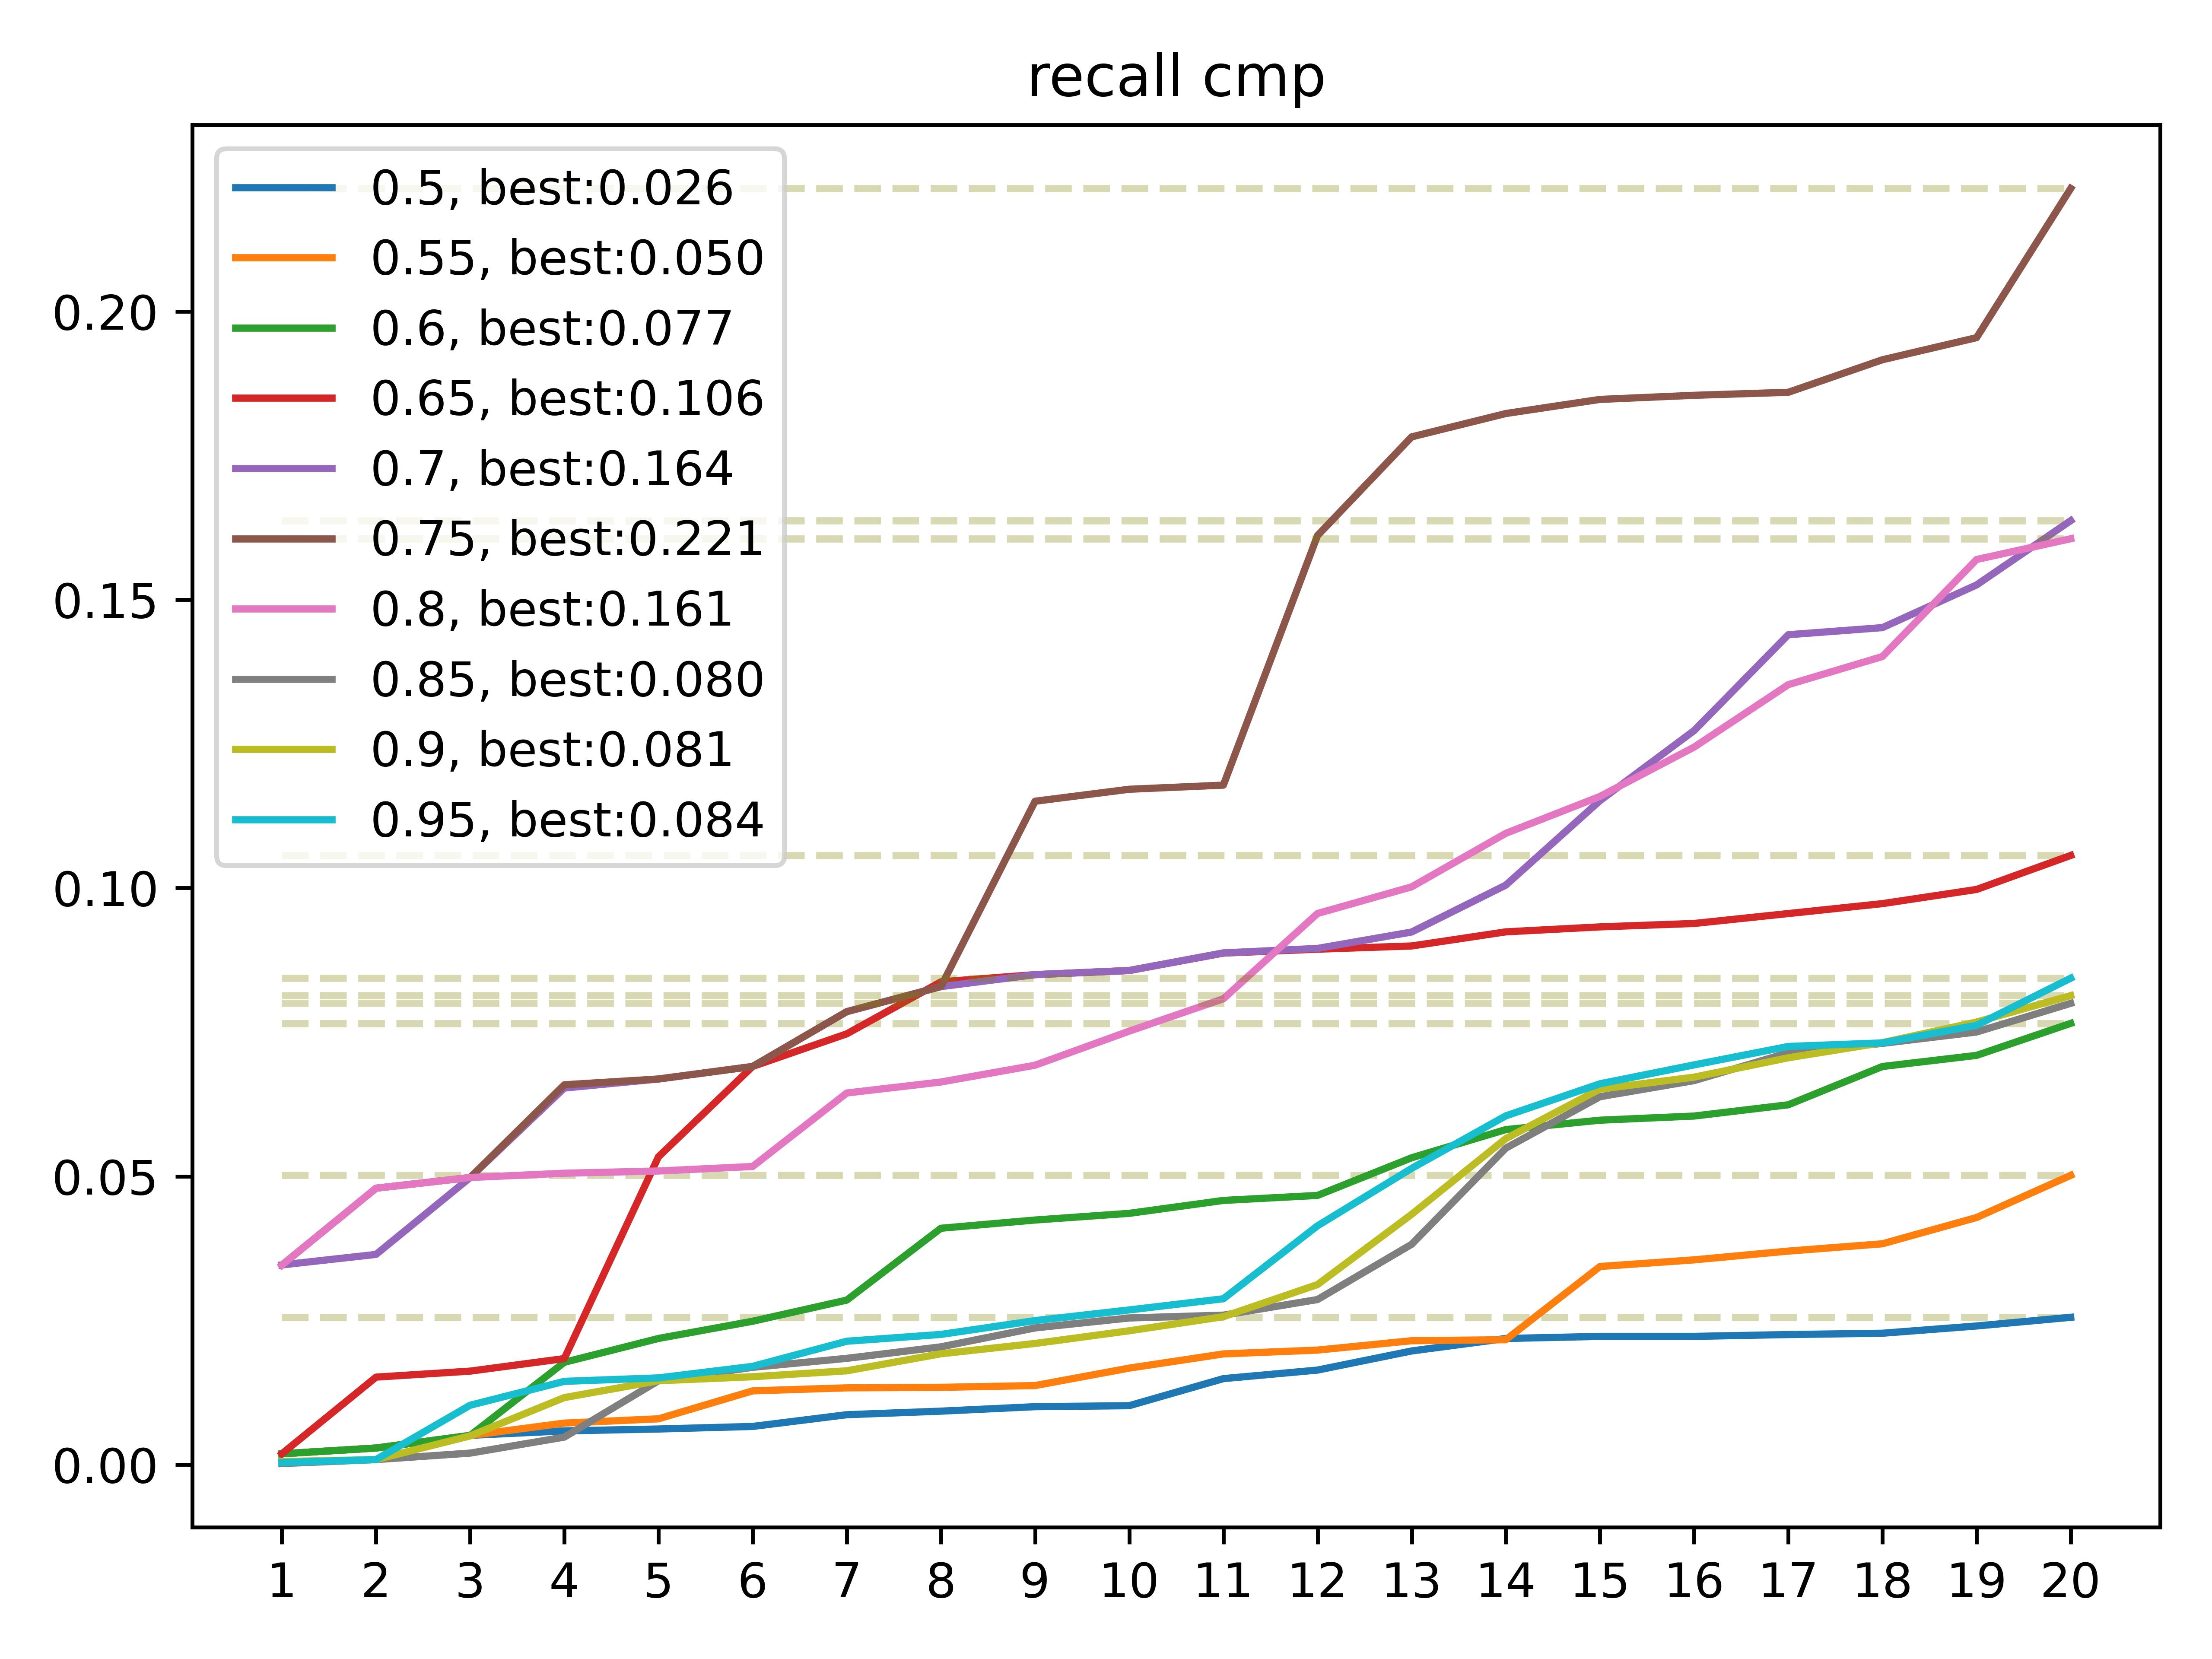 recall cmp
0.5, best:0.026
0.55, best:0.050
0.6, best:0.077
0.65, best:0.106
0.7, best:0.164
0.75, best:0.221
0.8, best:0.161
0.85, best:0.080
0.9, best:0.081
0.95, best:0.084
0.20
0.15
0.10
0.05
0.00
1 2 3 4 5 6 7 8 9 10 11 12 13 14 15 16 17 18 19 20